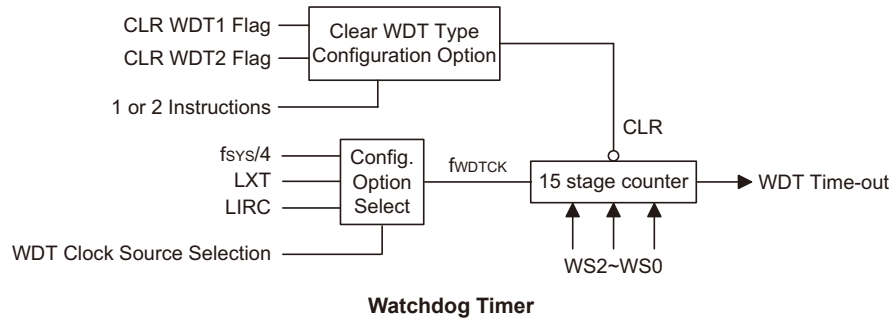 CLR WDT1 Flag
CLR WDT2 Flag
Clear WDT Type
Configuration Option
1 or 2 Instructions
CLR
fSYS/4
LXT
LIRC
Config.
Option
Select
fWDTCK
15 stage counter
WDT Time-out
WDT Clock Source Selection
WS2~WS0
Watchdog Timer